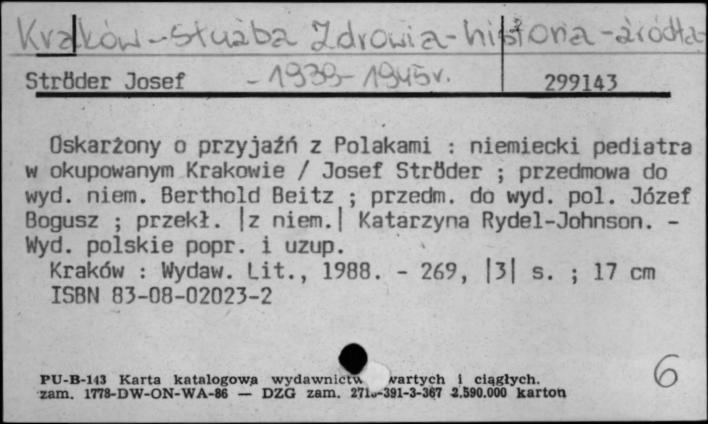 Kraków - Służba Zdrowia - historia - źródła
- 1939-1945 r.
Ströder Josef 299143
Oskarżony o przyjaźń z Polakami : niemiecki pediatra
w okupowanym Krakowie / Josef Ströder ; przedmowa do
wyd. niem. Berthold Beitz ; przedm. do wyd. pol. Józef
Bogusz ; przekł. |z niem.| Katarzyna Rydel-Johnson. -
Wyd. polskie popr. i uzup.
Kraków : Wydaw. Lit., 1988. - 269, |3| s. ; 17 cm
ISBN 83-08-02023-2
6
PU-B-143 Karta katalogowa wydawnictw wartych i ciągłych.
zam. 1778-DW-ON-WA-86 — DZG zam. -391-3-367 2.590.000 karton